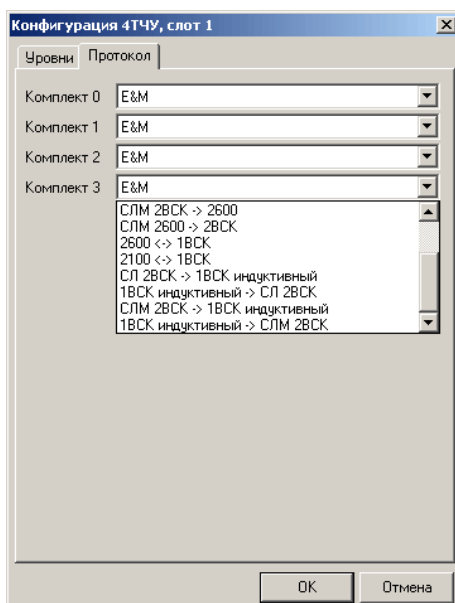 Конфигурация 4ТЧУ, слот 1
Уровни Протокол
Комплект 0 E&M
Комплект 1 E&M
Комплект 2 E&M
Комплект 3 E&M
СЛМ 2ВСК -> 2600
СЛМ 2600 -> 2ВСК
2600 <-> 1ВСК
2100 <-> 1ВСК
СЛ 2ВСК -> 1ВСК индуктивный
1ВСК индуктивный -> СЛ 2ВСК
СЛМ 2ВСК -> 1ВСК индуктивный
1ВСК индуктивный -> СЛМ 2ВСК
OK Отмена